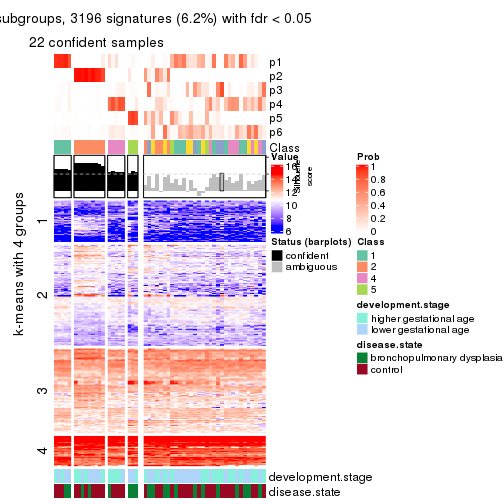 subgroups, 3196 signatures (6.2%) with fdr < 0.05
22 confident samples
p1
p2
p3
p4
p5
p6
Class
Silhouette
score
k-means with 4 groups
1
2
3
4
Value
16
14
12
10
8
6
Status (barplots)
confident
ambiguous
Prob
1
0.8
0.6
0.4
0.2
0
Class
1
2
4
5
development.stage
higher gestational age
lower gestational age
disease.state
bronchopulmonary dysplasia
control
development.stage
disease.state